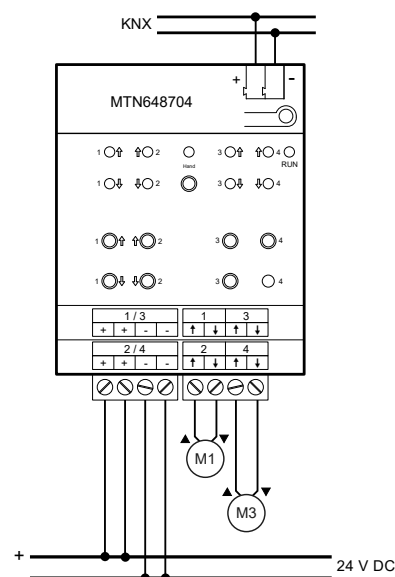 KNX
+ -
MTN648704
1 2 3 4
Hand RUN
1 2 3 4
1 2 3 4
1 2 3 4
1 / 3 1 3
+ + - - ↑ ↓ ↑ ↓
2 / 4 2 4
+ + - - ↑ ↓ ↑ ↓
M1
M3
+
24 V DC